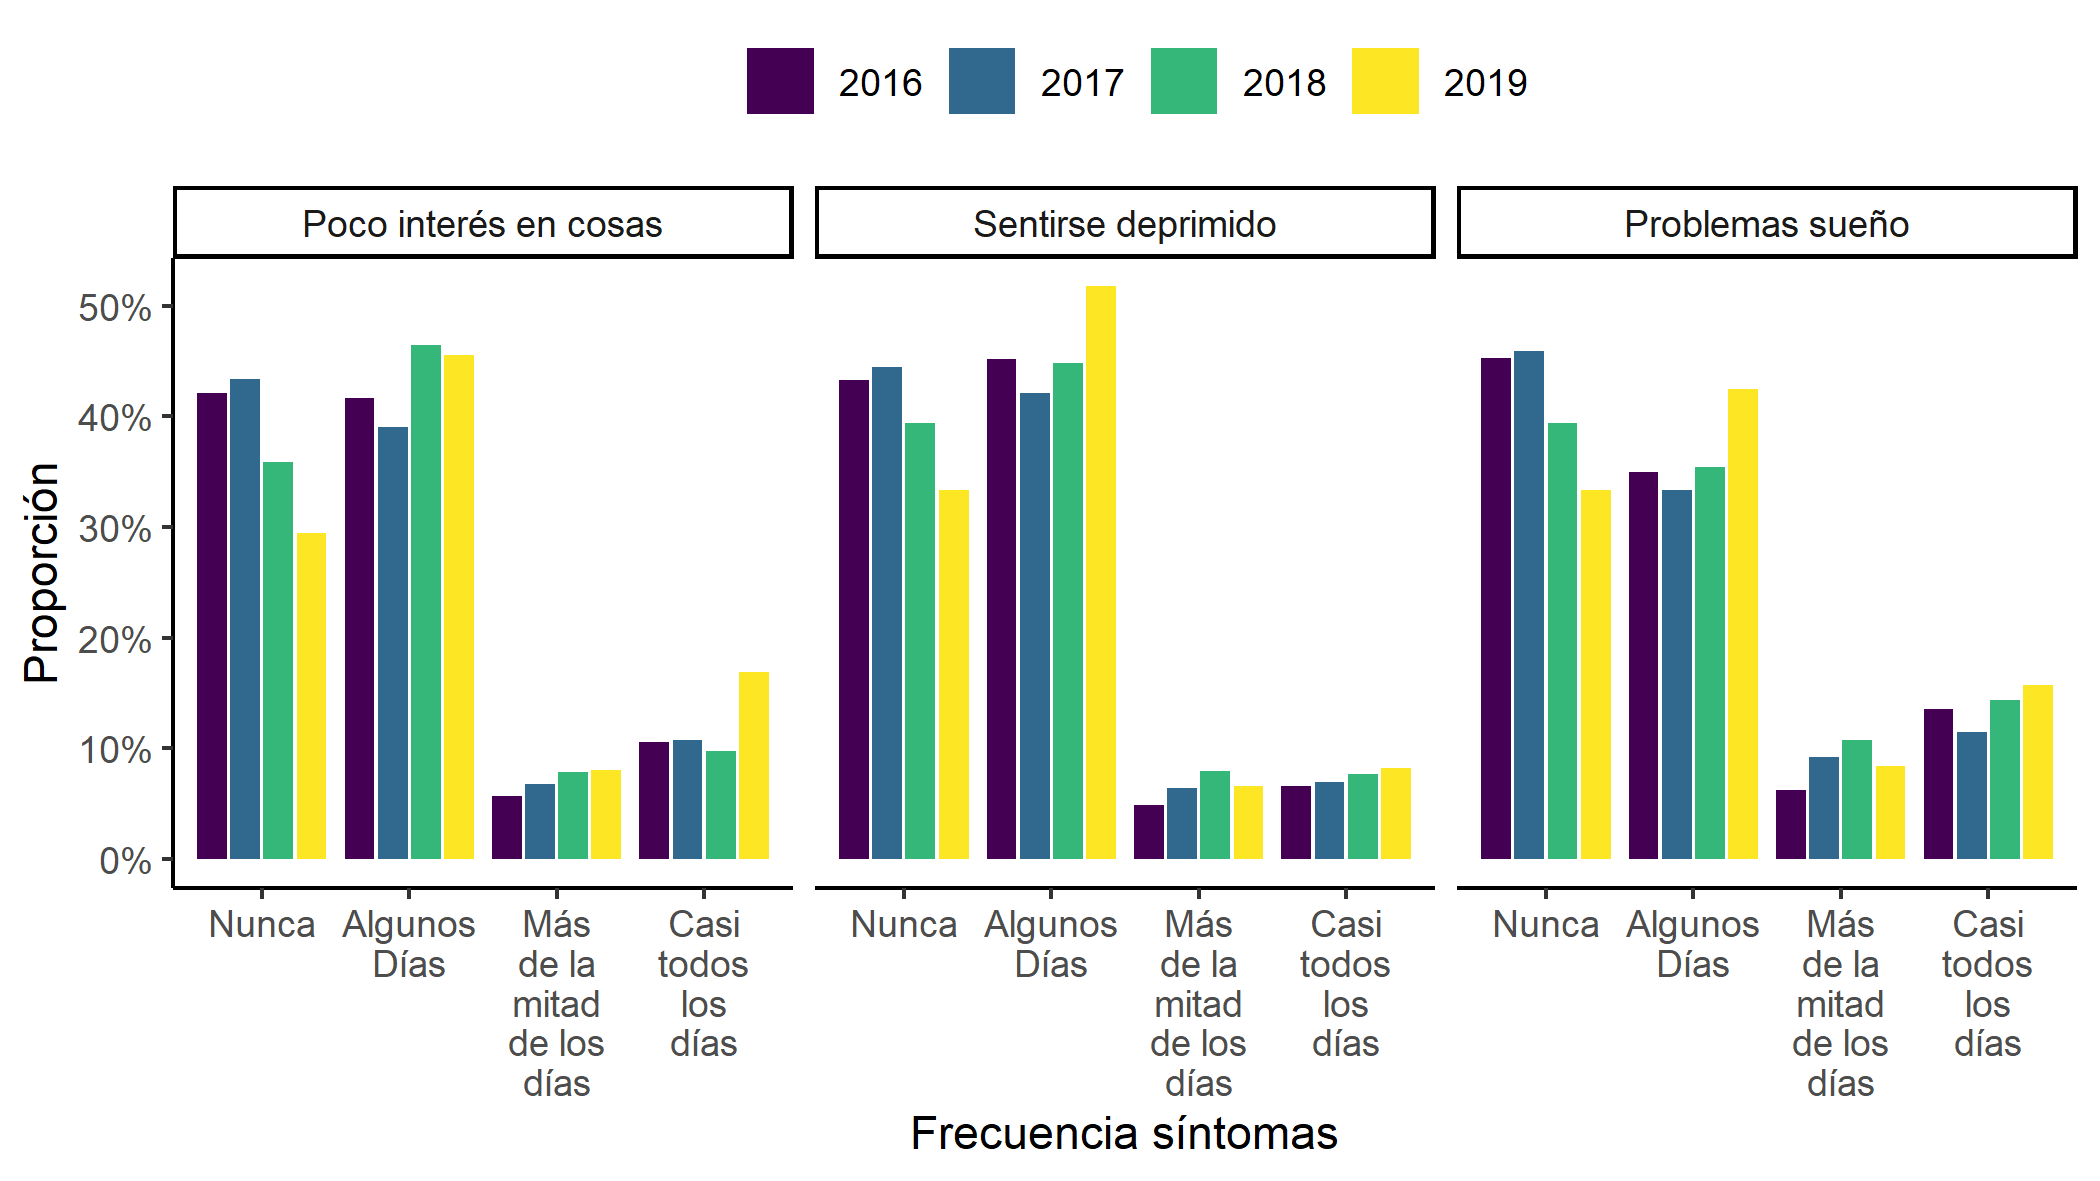 2016 2017 2018 2019
Poco interés en cosas Sentirse deprimido Problemas sueño
50%
40%
30%
20%
10%
0%
Proporción
Nunca Algunos Más Casi Nunca Algunos Más Casi Nunca Algunos Más Casi
Días de la todos Días de la todos Días de la todos
mitad los mitad los mitad los
de los días de los días de los días
días días días
Frecuencia síntomas